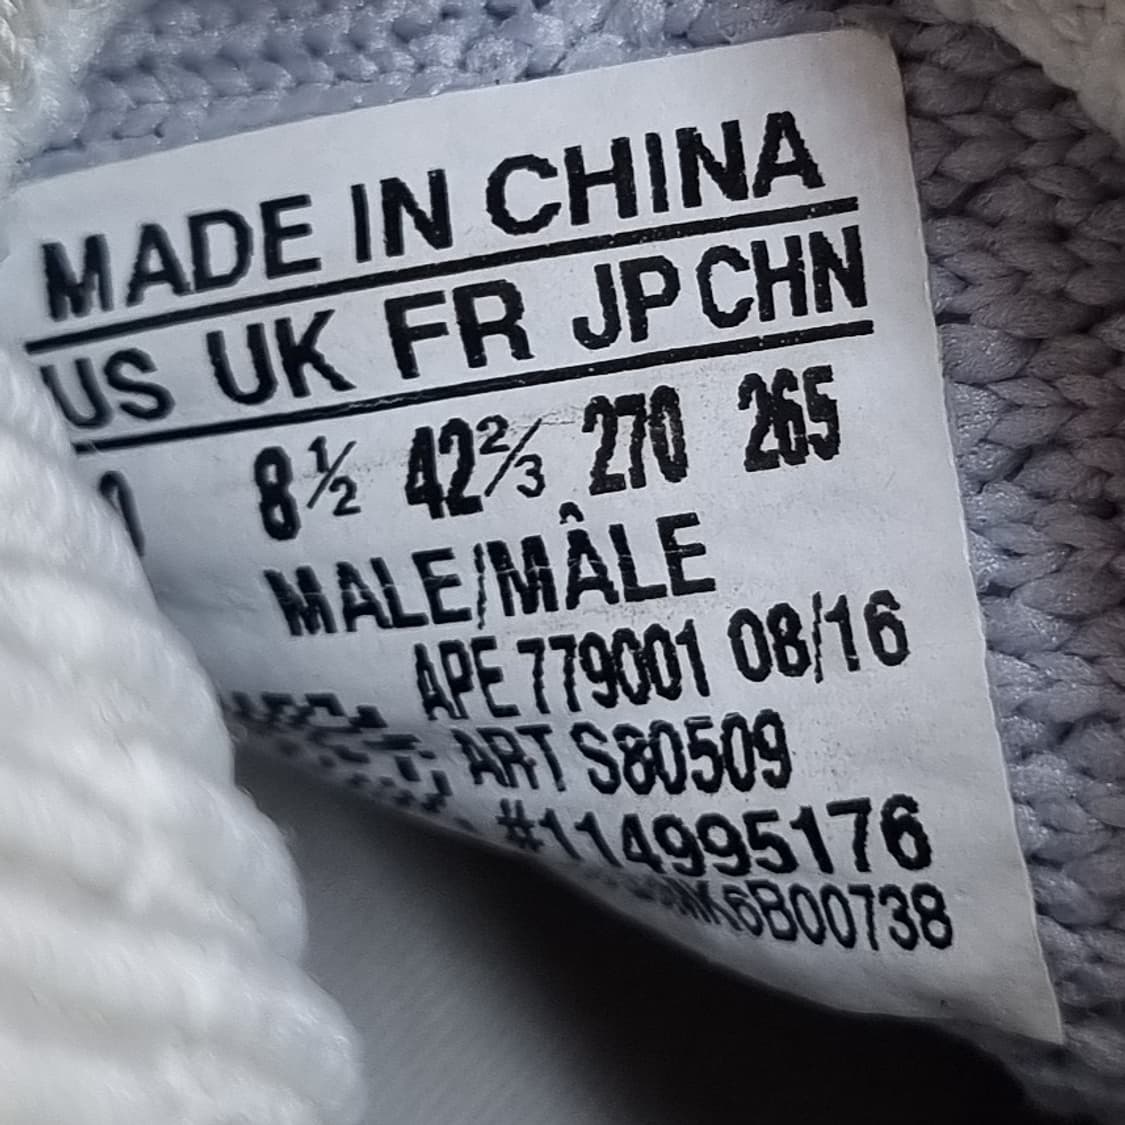 MADE IN CHINA
US UK FR JP CHN
8½ 42⅔ 270 265
MALE/MÂLE
APE 779001 08/16
ART S80509
#114995176
K6B00738